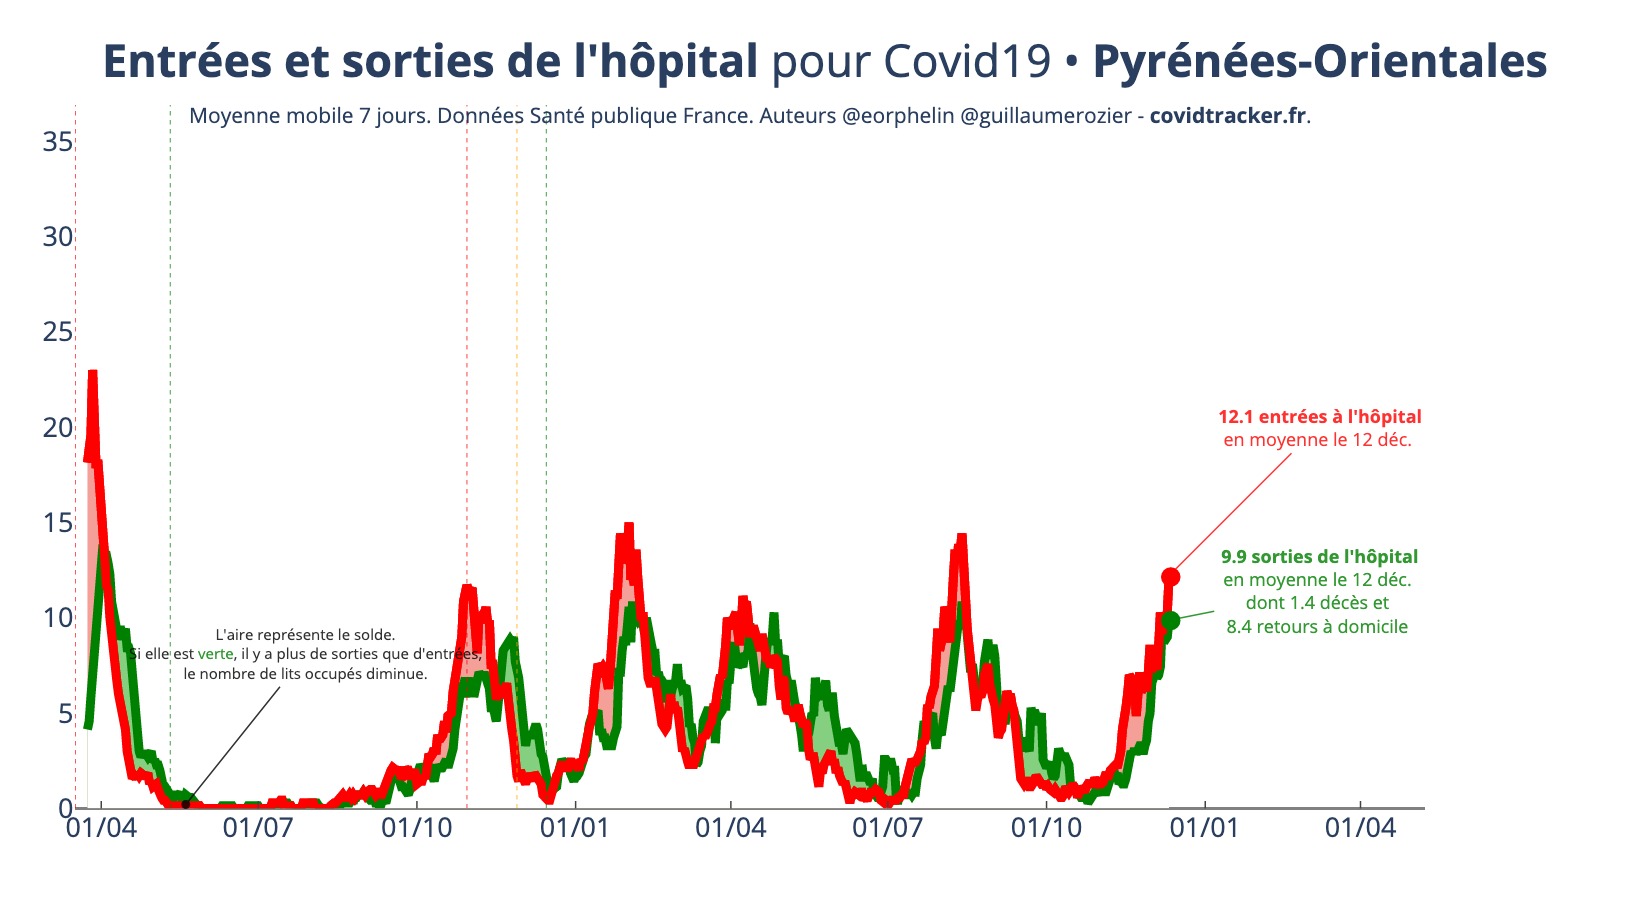 Entrées et sorties de l'hôpital pour Covid19 • Pyrénées-Orientales
Moyenne mobile 7 jours. Données Santé publique France. Auteurs @eorphelin @guillaumerozier - covidtracker.fr.
35
30
25
20
15
10
5
0
12.1 entrées à l'hôpital
en moyenne le 12 déc.
9.9 sorties de l'hôpital
en moyenne le 12 déc.
dont 1.4 décès et
8.4 retours à domicile
L'aire représente le solde.
Si elle est verte, il y a plus de sorties que d'entrées,
le nombre de lits occupés diminue.
01/04 01/07 01/10 01/01 01/04 01/07 01/10 01/01 01/04